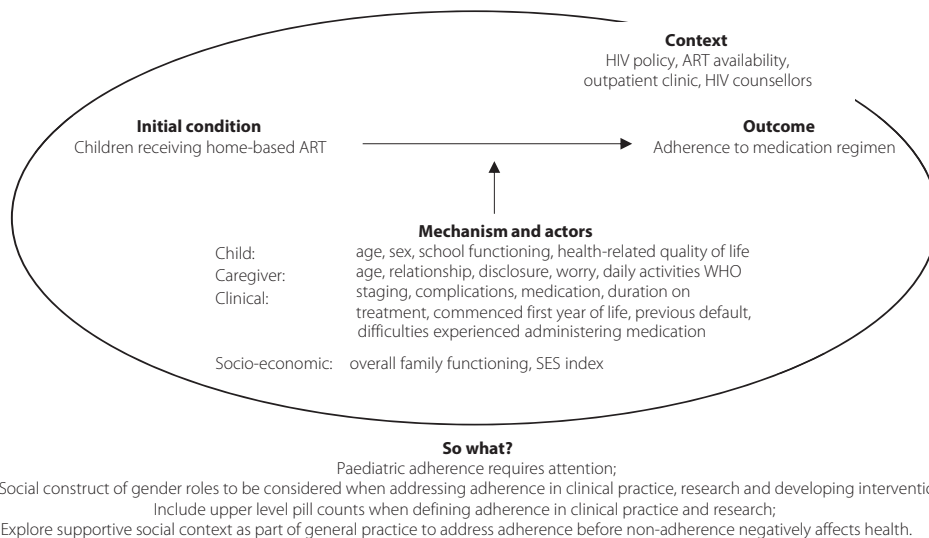 Context
HIV policy, ART availability,
outpatient clinic, HIV counsellors
Initial condition
Children receiving home-based ART
Outcome
Adherence to medication regimen
Mechanism and actors
Child: age, sex, school functioning, health-related quality of life
Caregiver: age, relationship, disclosure, worry, daily activities WHO
Clinical: staging, complications, medication, duration on
treatment, commenced first year of life, previous default,
difficulties experienced administering medication
Socio-economic: overall family functioning, SES index
So what?
Paediatric adherence requires attention;
Social construct of gender roles to be considered when addressing adherence in clinical practice, research and developing
Include upper level pill counts when defining adherence in clinical practice and research;
Explore supportive social context as part of general practice to address adherence before non-adherence negatively affects health.